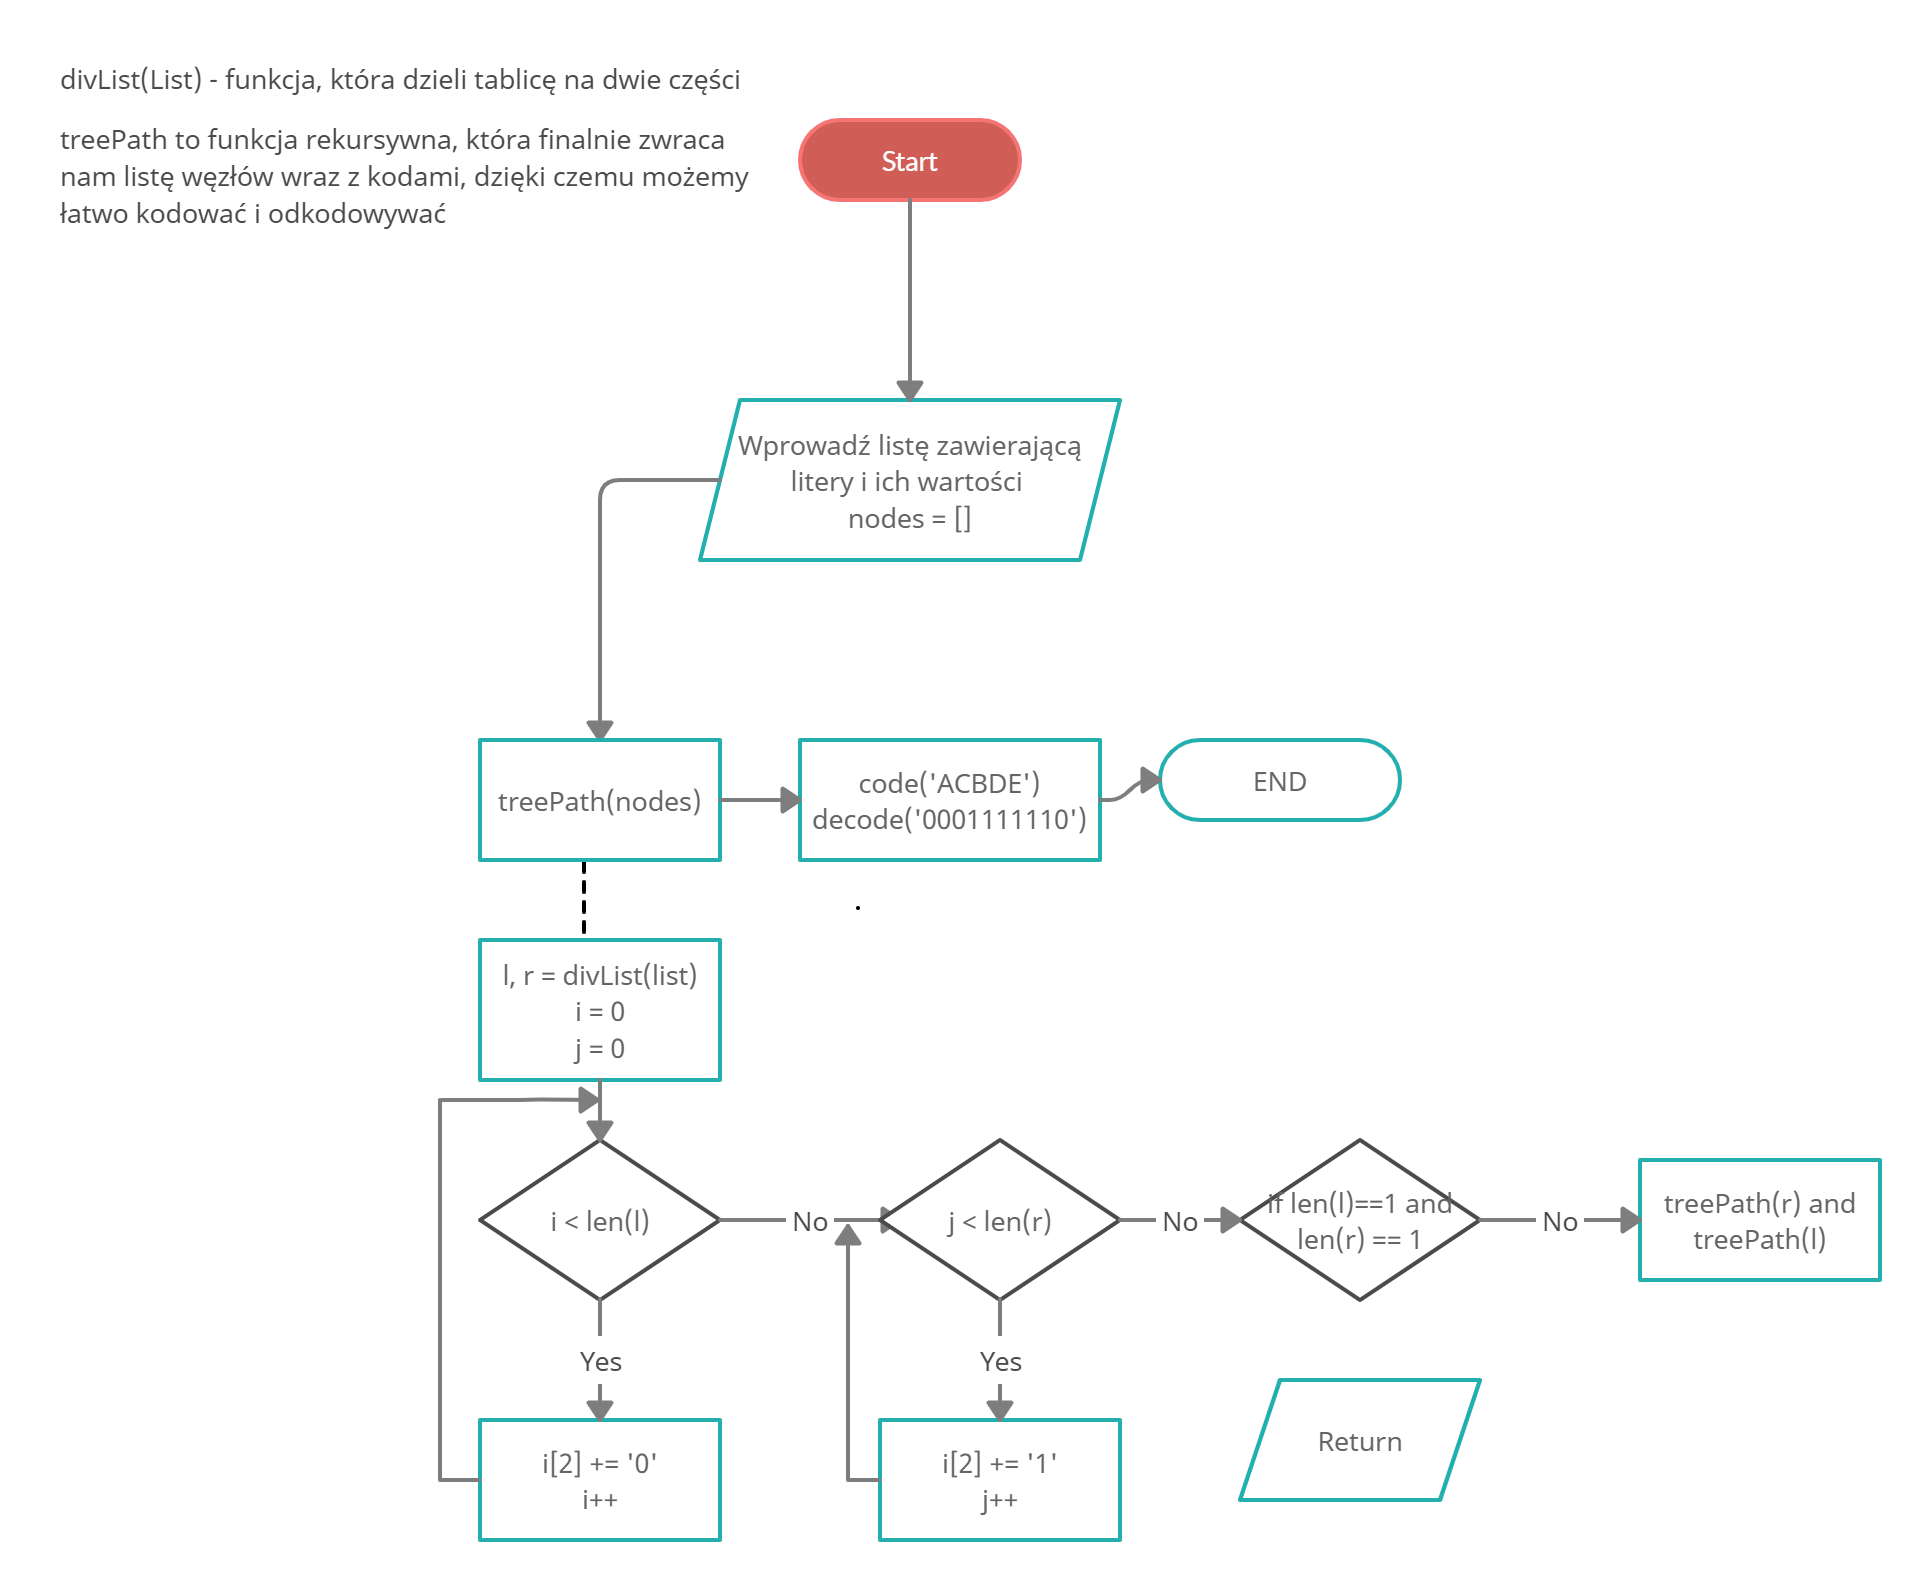 divList(List) - funkcja, która dzieli tablicę na dwie części
treePath to funkcja rekursywna, która finalnie zwraca
nam listę węzłów wraz z kodami, dzięki czemu możemy
łatwo kodować i odkodowywać
Start
Wprowadź listę zawierającą
litery i ich wartości
nodes = []
treePath(nodes)
code('ACBDE')
decode('0001111110')
END
l, r = divList(list)
i = 0
j = 0
i < len(l)
No
j < len(r)
No
if len(l)==1 and
len(r) == 1
No
treePath(r) and
treePath(l)
Yes
Yes
i[2] += '0'
i++
i[2] += '1'
j++
Return